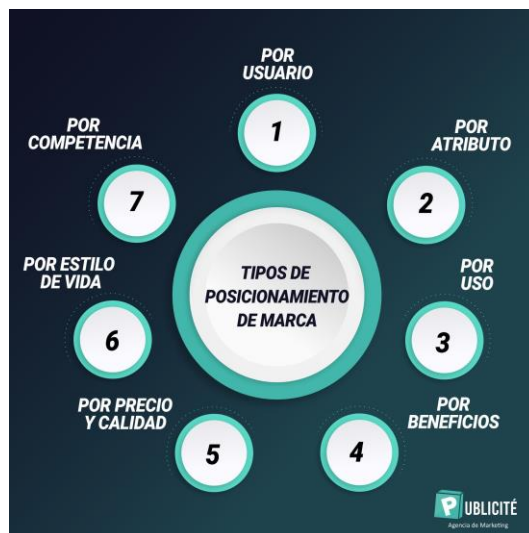 POR
USUARIO
1
POR
ATRIBUTO
2
POR
USO
3
POR
BENEFICIOS
4
POR PRECIO
Y CALIDAD
5
POR ESTILO
DE VIDA
6
POR
COMPETENCIA
7
TIPOS DE
POSICIONAMIENTO
DE MARCA
PUBLICITÉ
Agencia de Marketing